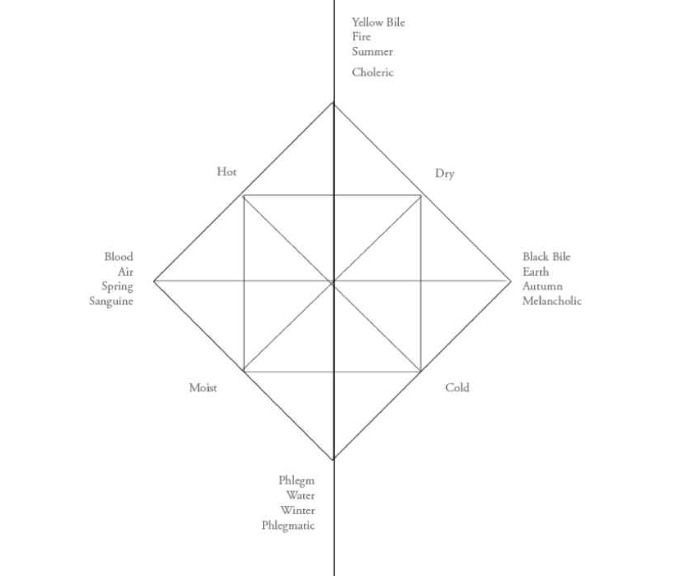 Yellow Bile
Fire
Summer
Choleric
Hot
Dry
Blood
Air
Spring
Sanguine
Black Bile
Earth
Autumn
Melancholic
Moist
Cold
Phlegm
Water
Winter
Phlegmatic